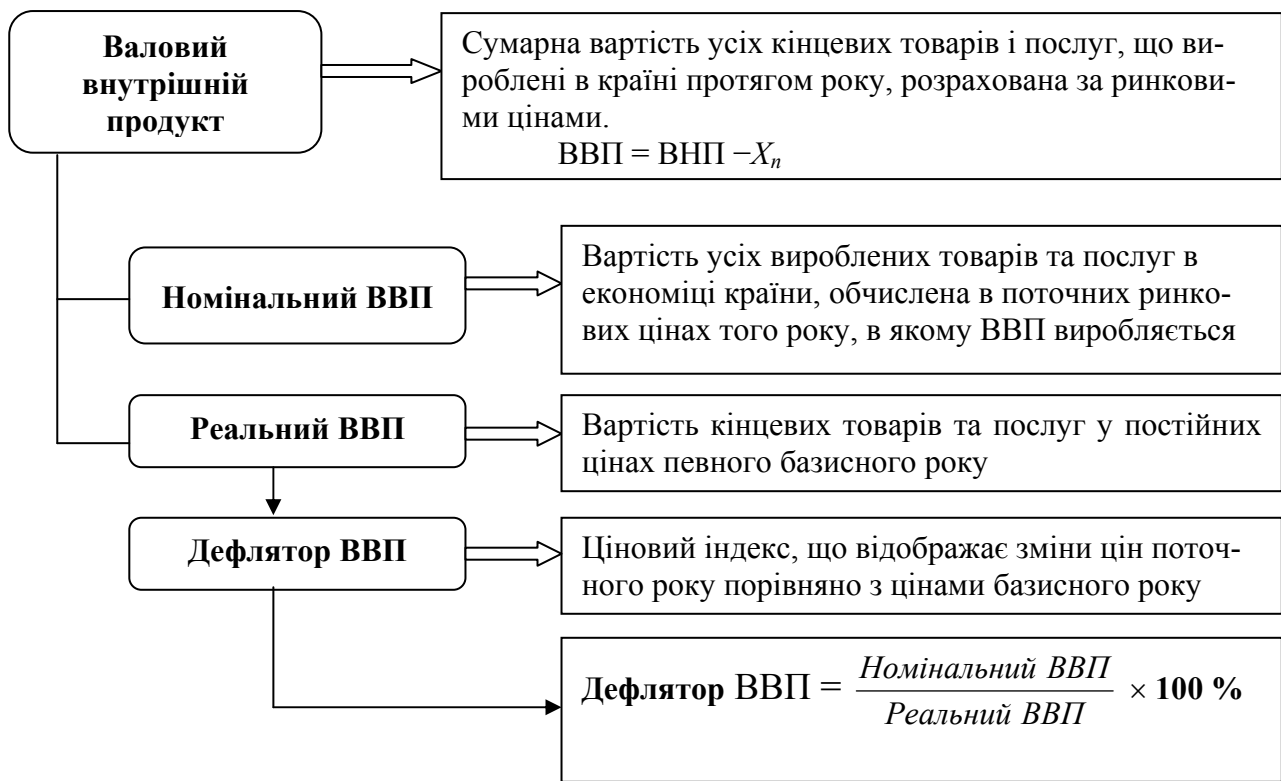 Валовий
внутрішній
продукт
Сумарна вартість усіх кінцевих товарів і послуг, що ви-
роблені в країні протягом року, розрахована за ринкови-
ми цінами.
ВВП = ВНП −Xn
Номінальний ВВП
Вартість усіх вироблених товарів та послуг в
економіці країни, обчислена в поточних ринко-
вих цінах того року, в якому ВВП виробляється
Реальний ВВП
Вартість кінцевих товарів та послуг у постійних
цінах певного базисного року
Дефлятор ВВП
Ціновий індекс, що відображає зміни цін поточ-
ного року порівняно з цінами базисного року
Дефлятор ВВП = Номінальний ВВП / Реальний ВВП × 100 %